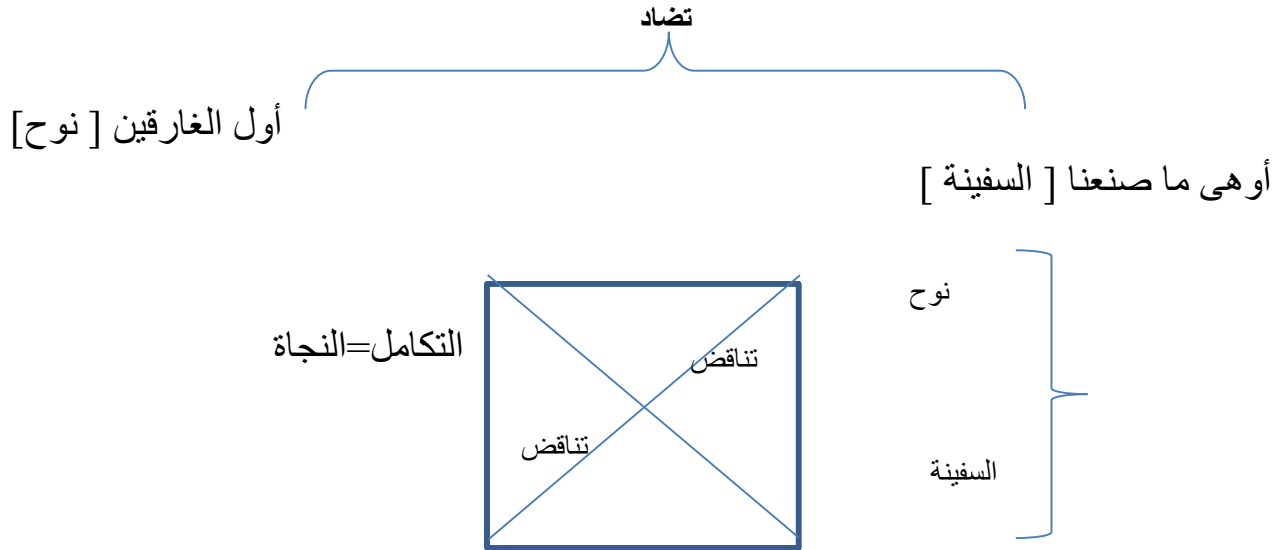 تضاد
أول الغارقين [ نوح]
أوهى ما صنعنا [ السفينة ]
نوح
التكامل=النجاة
تناقض
تناقض
السفينة